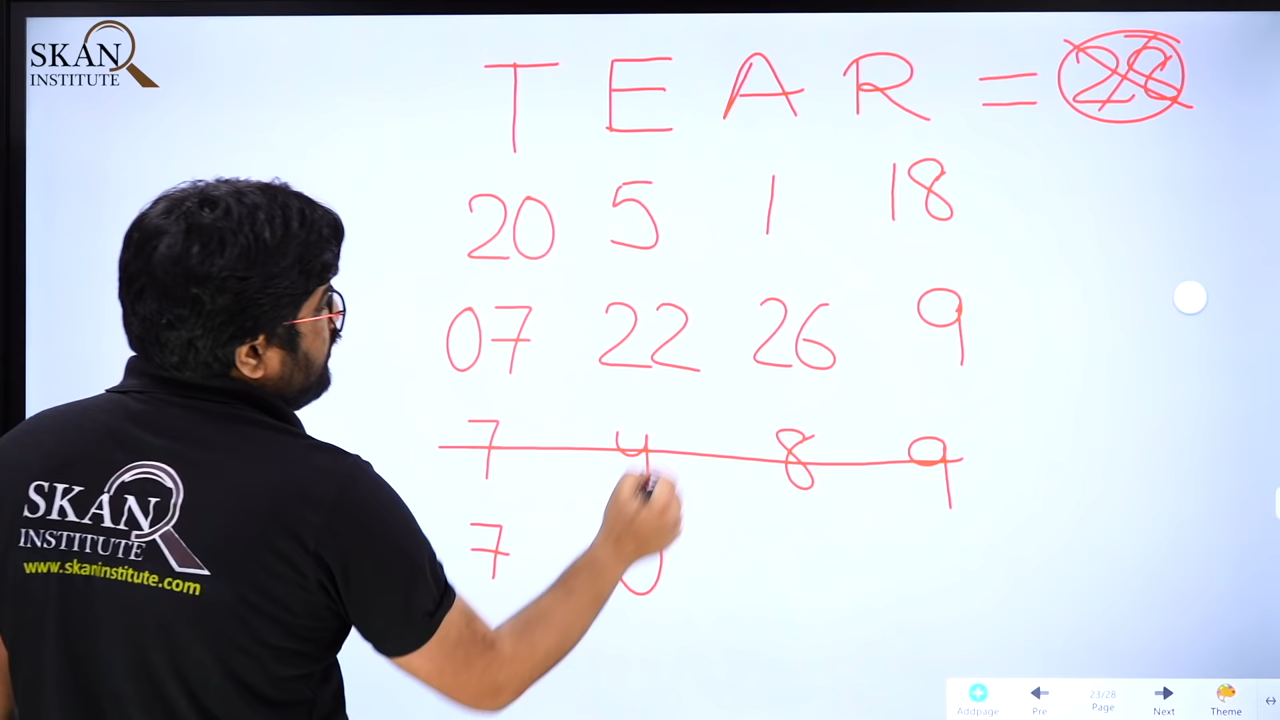 SKAN
INSTITUTE
T E A R = 26
20 5 1 18
07 22 26 9
7 4 8 9
7
SKAN
INSTITUTE
www.skaninstitute.com
Addpage
Pre
23/28
Page
Next
Theme